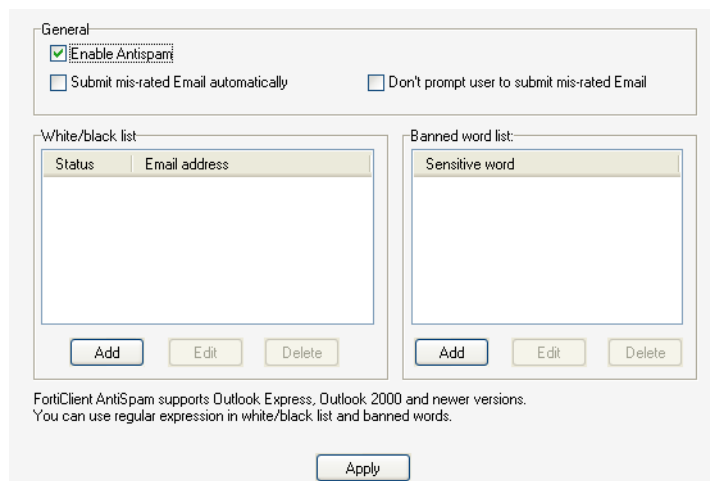 General
Enable Antispam
Submit mis-rated Email automatically Don't prompt user to submit mis-rated Email
White/black list Banned word list:
Status Email address Sensitive word
Add Edit Delete Add Edit Delete
FortiClient AntiSpam supports Outlook Express, Outlook 2000 and newer versions.
You can use regular expression in white/black list and banned words.
Apply